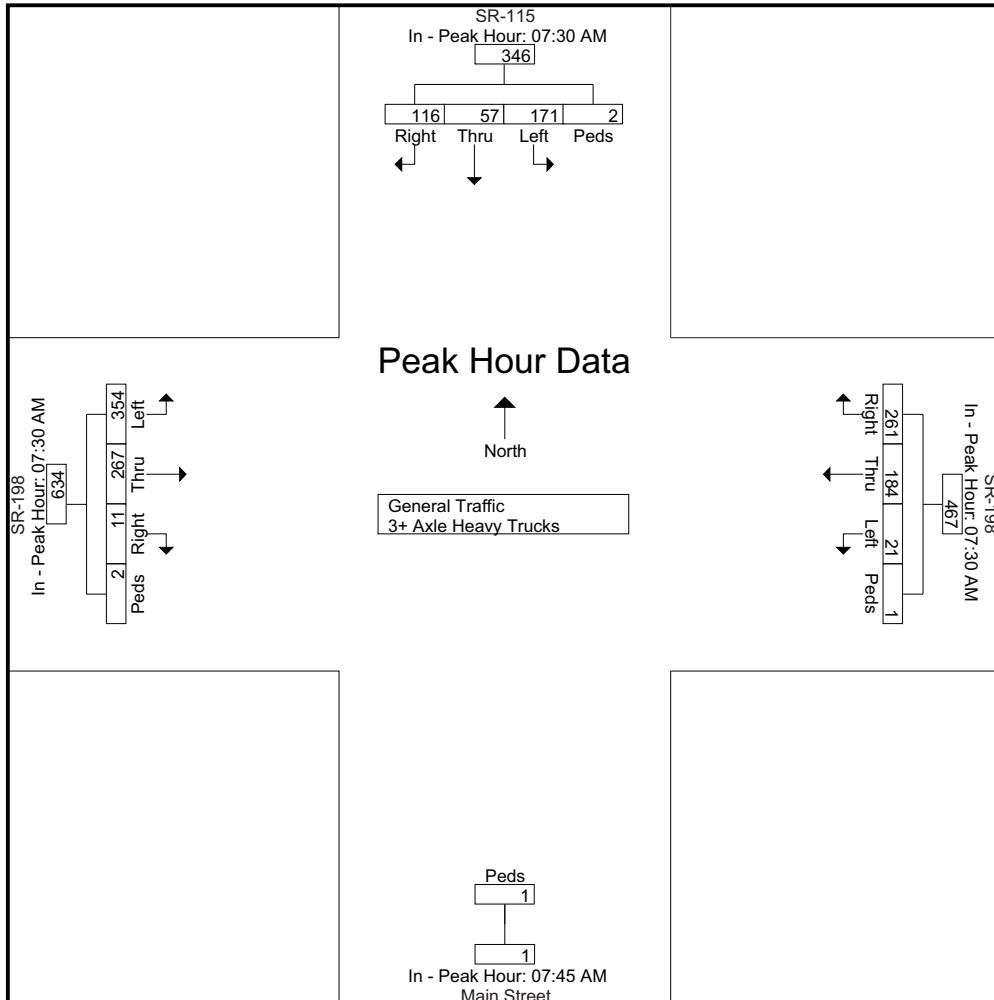 SR-115
In - Peak Hour: 07:30 AM
346
116 57 171 2
Right Thru Left Peds
Peak Hour Data
North
General Traffic
3+ Axle Heavy Trucks
SR-198
In - Peak Hour: 07:30 AM
634
354 267 11 2
Left Thru Right Peds
SR-198
In - Peak Hour: 07:30 AM
467
261 184 21 1
Right Thru Left Peds
Peds
1
1
In - Peak Hour: 07:45 AM
Main Street